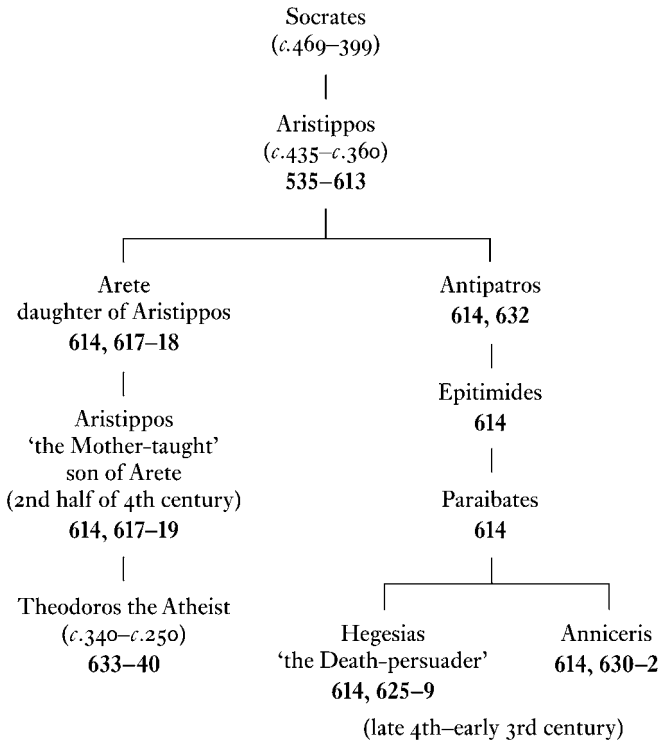 Socrates
(c.469–399)
Aristippos
(c.435–c.360)
535–613
Arete
daughter of Aristippos
614, 617–18
Antipatros
614, 632
Epitimides
614
Aristippos
‘the Mother-taught’
son of Arete
(2nd half of 4th century)
614, 617–19
Paraibates
614
Theodoros the Atheist
(c.340–c.250)
633–40
Hegesias
‘the Death-persuader’
614, 625–9
Anniceris
614, 630–2
(late 4th–early 3rd century)